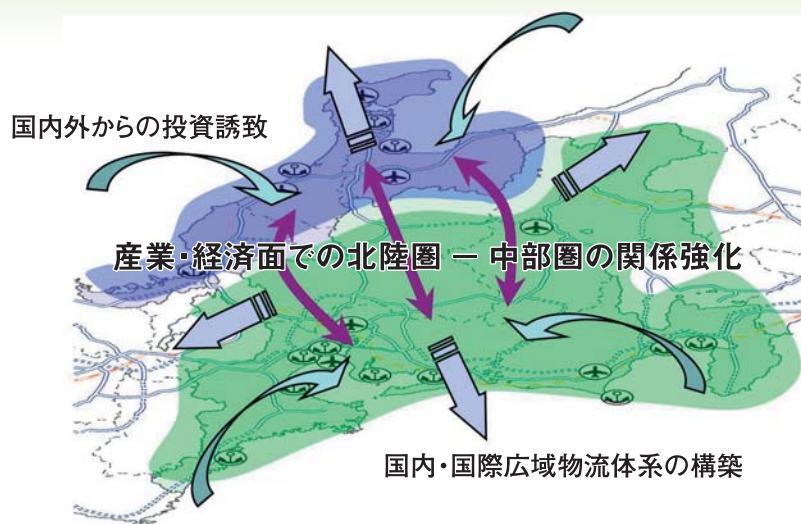 国内外からの投資誘致
産業・経済面での北陸圏 － 中部圏の関係強化
国内・国際広域物流体系の構築